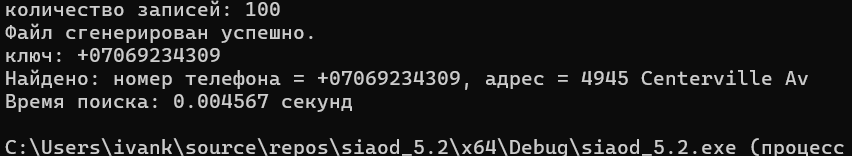 количество записей: 100
Файл сгенерирован успешно.
ключ: +07069234309
Найдено: номер телефона = +07069234309, адрес = 4945 Centerville Av
Время поиска: 0.004567 секунд
C:\Users\ivank\source\repos\siaod_5.2\x64\Debug\siaod_5.2.exe (процесс